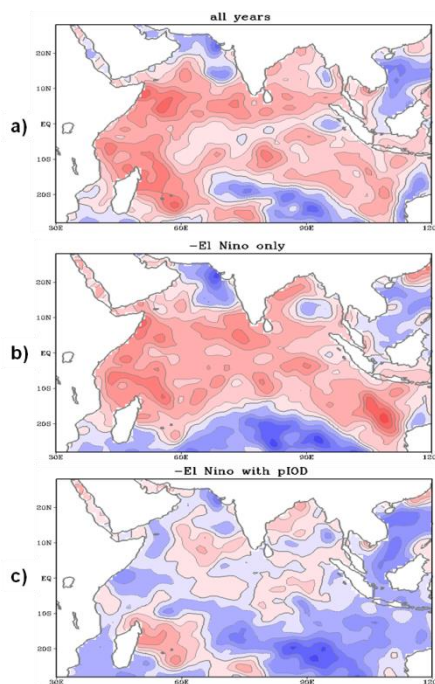 all years
a)
20N
10N
EQ
10S
20S
30E
60E
90E
120
-El Nino only
b)
20N
10N
EQ
10S
20S
30E
60E
90E
120
-El Nino with pIOD
c)
20N
10N
EQ
10S
20S
30E
60E
90E
120